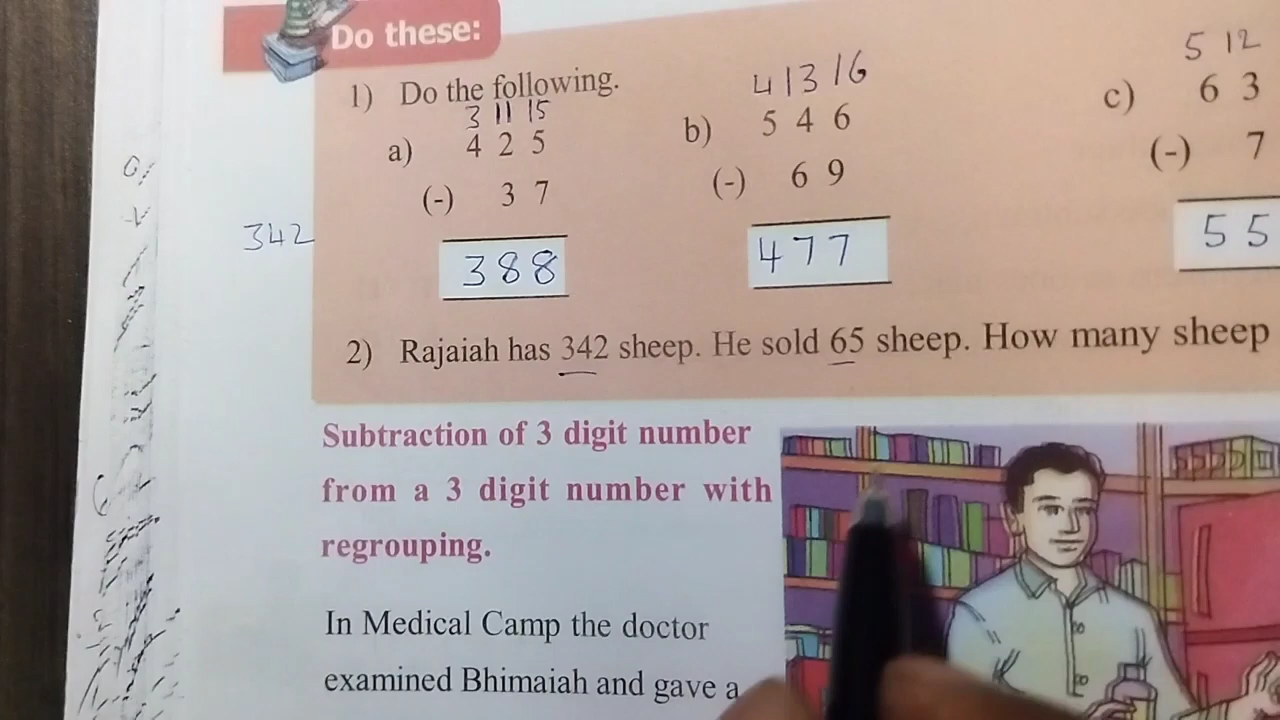 Do these:
1) Do the following.
3 11 15
a) 4 2 5
(-) 3 7
388
4 13 16
b) 5 4 6
(-) 6 9
477
5 12
c) 6 3
(-) 7
55
342
2) Rajaiah has 342 sheep. He sold 65 sheep. How many sheep
Subtraction of 3 digit number
from a 3 digit number with
regrouping.
In Medical Camp the doctor
examined Bhimaiah and gave a